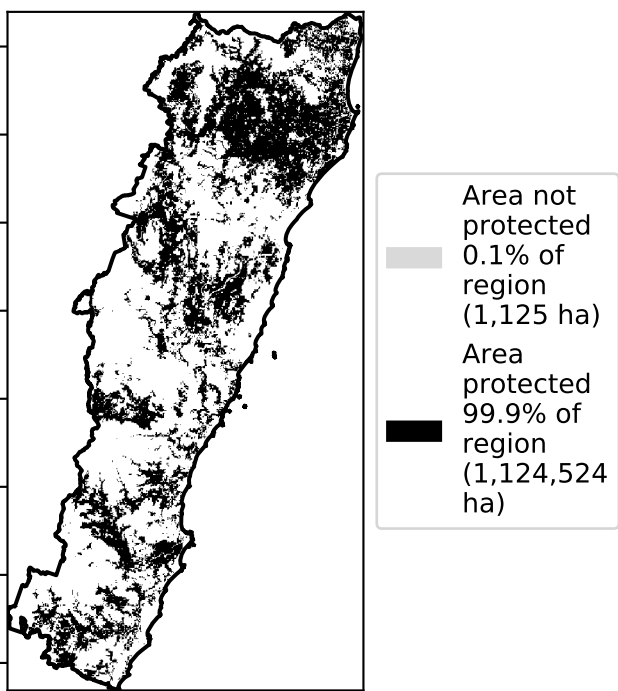 Area not
protected
0.1% of
region
(1,125 ha)
Area
protected
99.9% of
region
(1,124,524
ha)